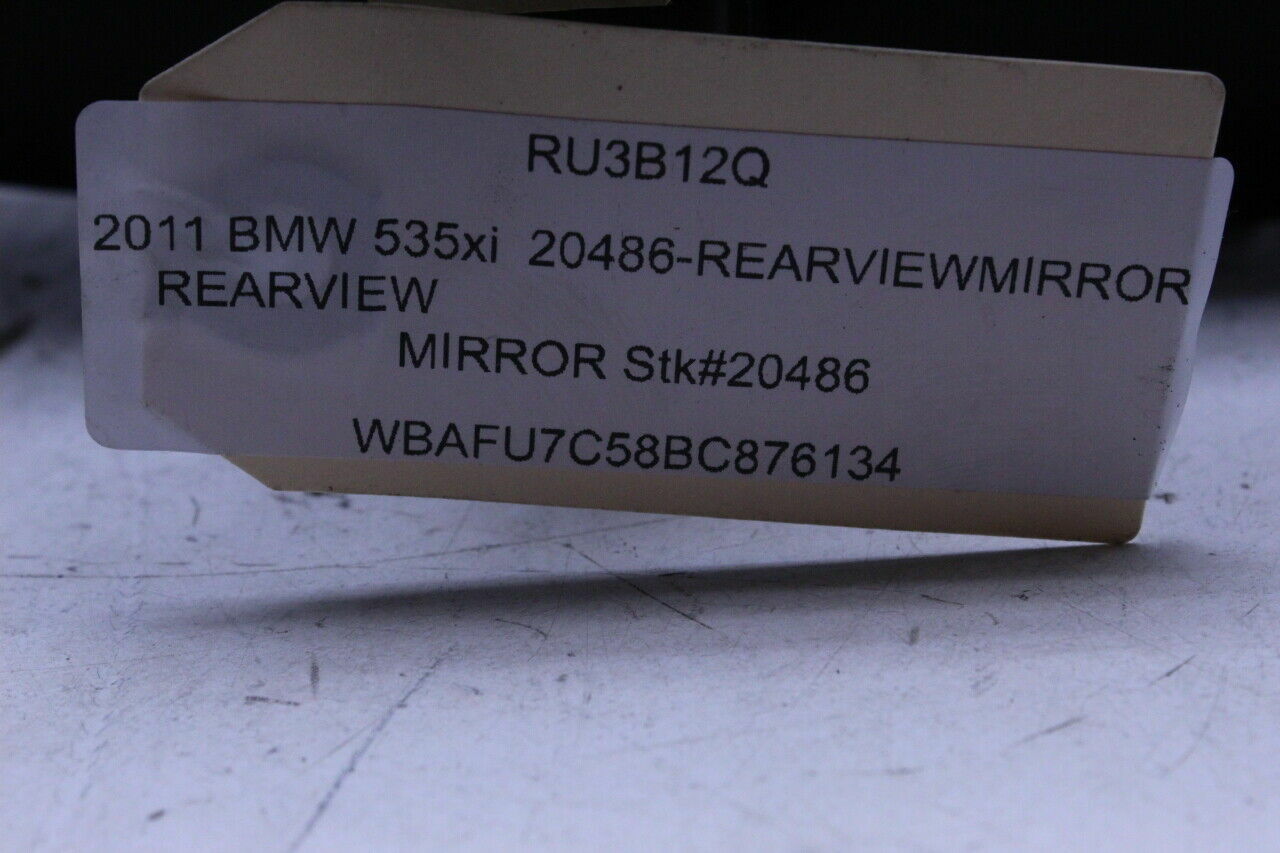 RU3B12Q
2011 BMW 535xi 20486-REARVIEWMIRROR
REARVIEW
MIRROR Stk#20486
WBAFU7C58BC876134